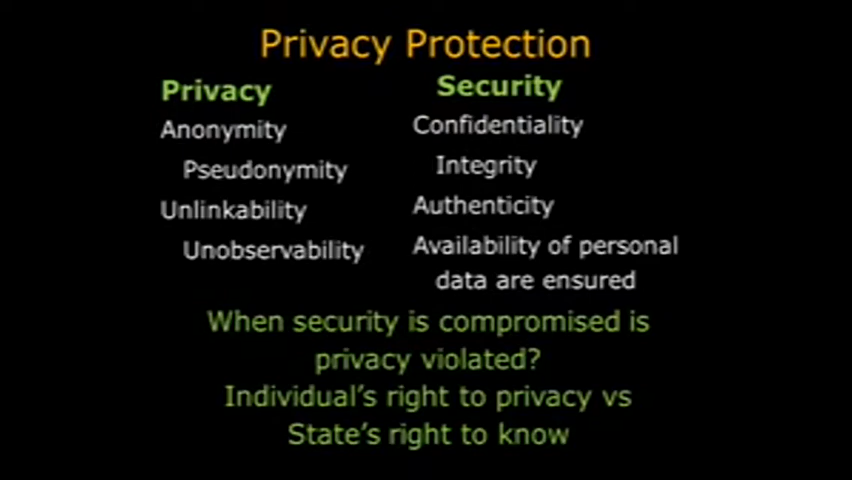 Privacy Protection
Privacy
Anonymity
Pseudonymity
Unlinkability
Unobservability
Security
Confidentiality
Integrity
Authenticity
Availability of personal
data are ensured
When security is compromised is
privacy violated?
Individual's right to privacy vs
State's right to know